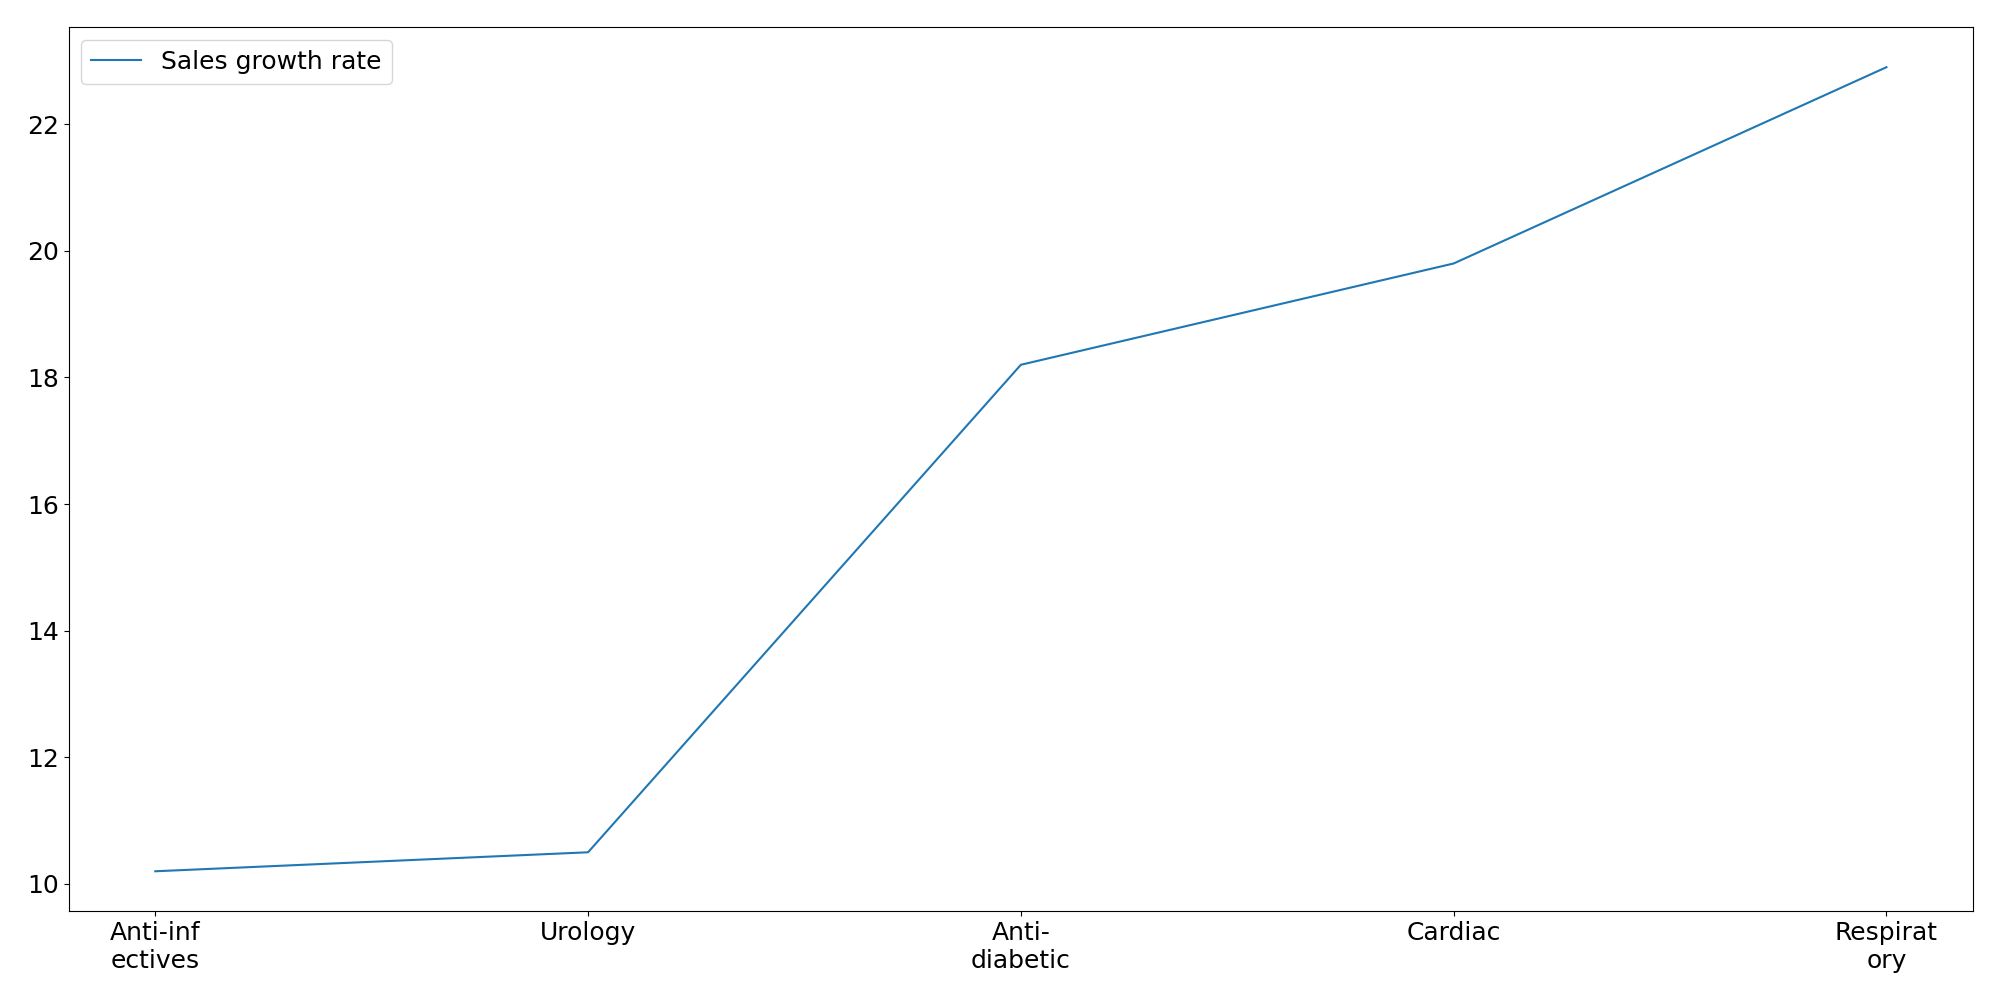 Sales growth rate
22
20
18
16
14
12
10
Anti-inf
ectives
Urology
Anti-
diabetic
Cardiac
Respirat
ory